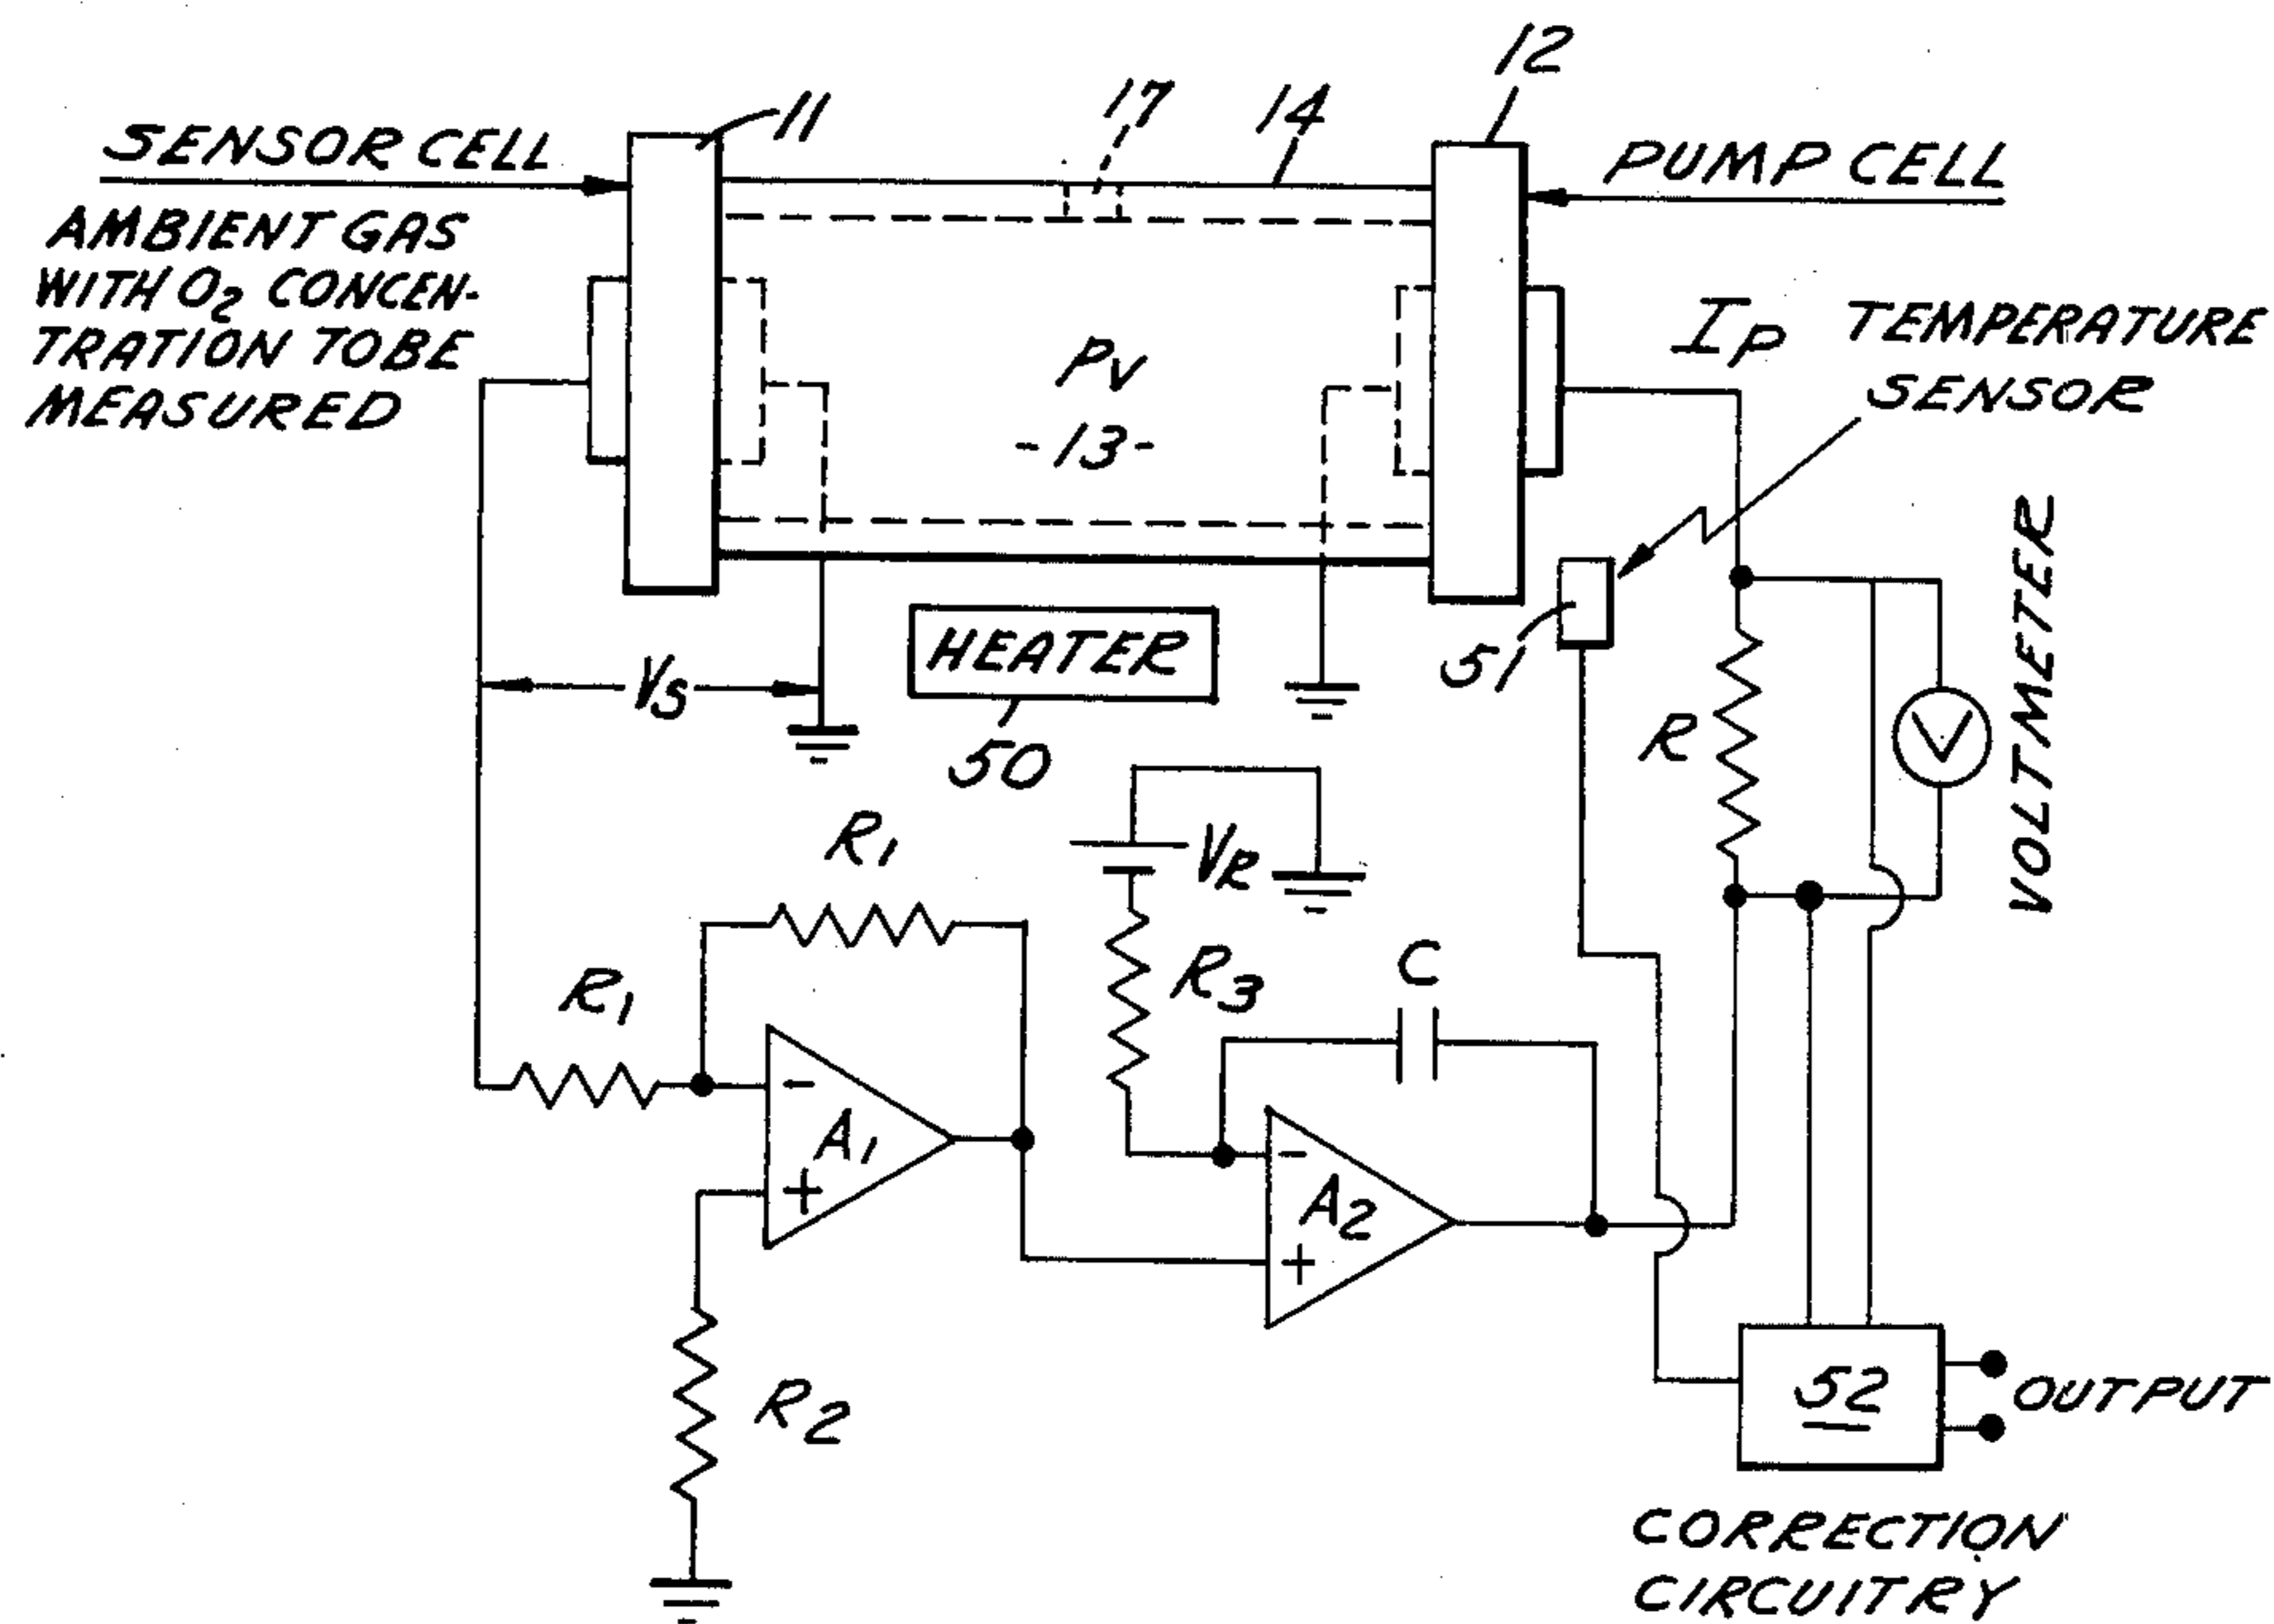 12
11
17
14
SENSOR CELL
PUMP CELL
AMBIENT GAS
WITH O2 CONCEN-
TRATION TO BE
MEASURED
Pv
-13-
IP
TEMPERATURE
SENSOR
VOLTMETER
HEATER
51
VS
50
R
V
R1
VR
R1
R3
C
-
A1
+
-
A2
+
R2
52
OUTPUT
CORRECTION
CIRCUITRY